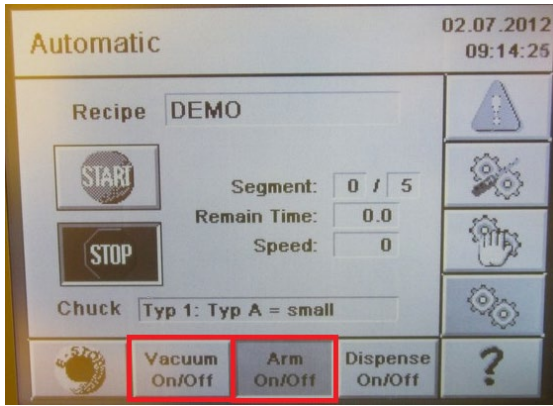 Automatic
02.07.2012
09:14:25
Recipe DEMO
START
Segment: 0 / 5
Remain Time: 0.0
STOP
Speed: 0
Chuck Typ 1: Typ A = small
E-STOP
Vacuum
On/Off
Arm
On/Off
Dispense
On/Off
?